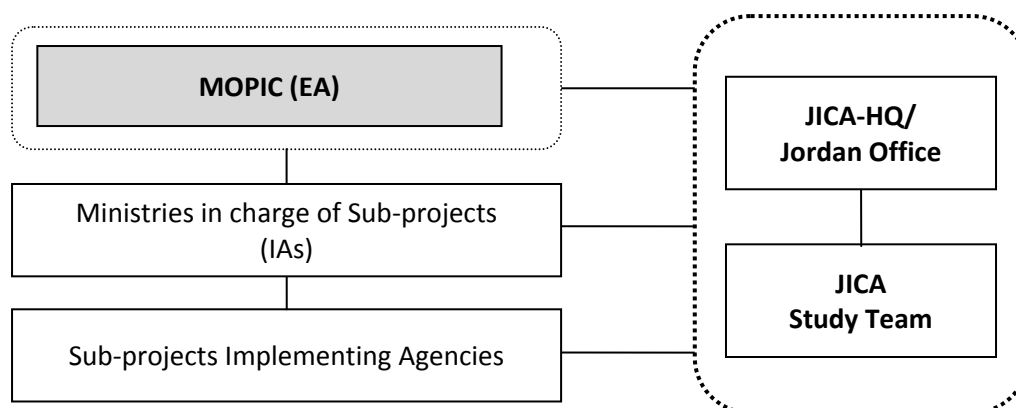 MOPIC (EA)
Ministries in charge of Sub-projects
(IAs)
Sub-projects Implementing Agencies
JICA-HQ/
Jordan Office
JICA
Study Team